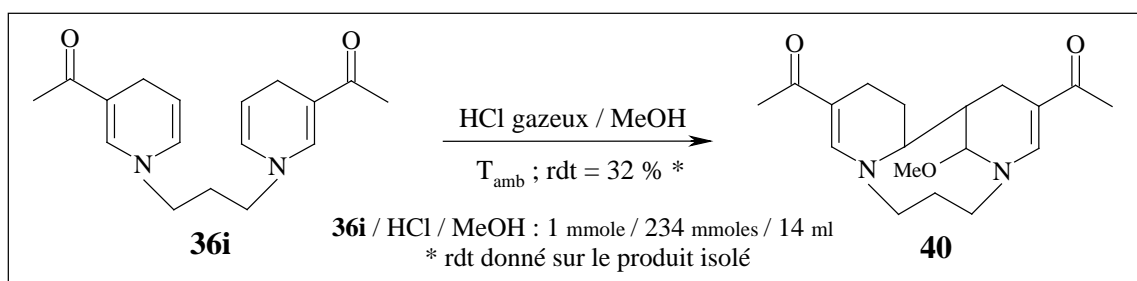 O
O
O
O
HCl gazeux / MeOH
N
N
T_amb ; rdt = 32 % *
MeO
N
N
36i
36i / HCl / MeOH : 1 mmole / 234 mmoles / 14 ml
40
* rdt donné sur le produit isolé